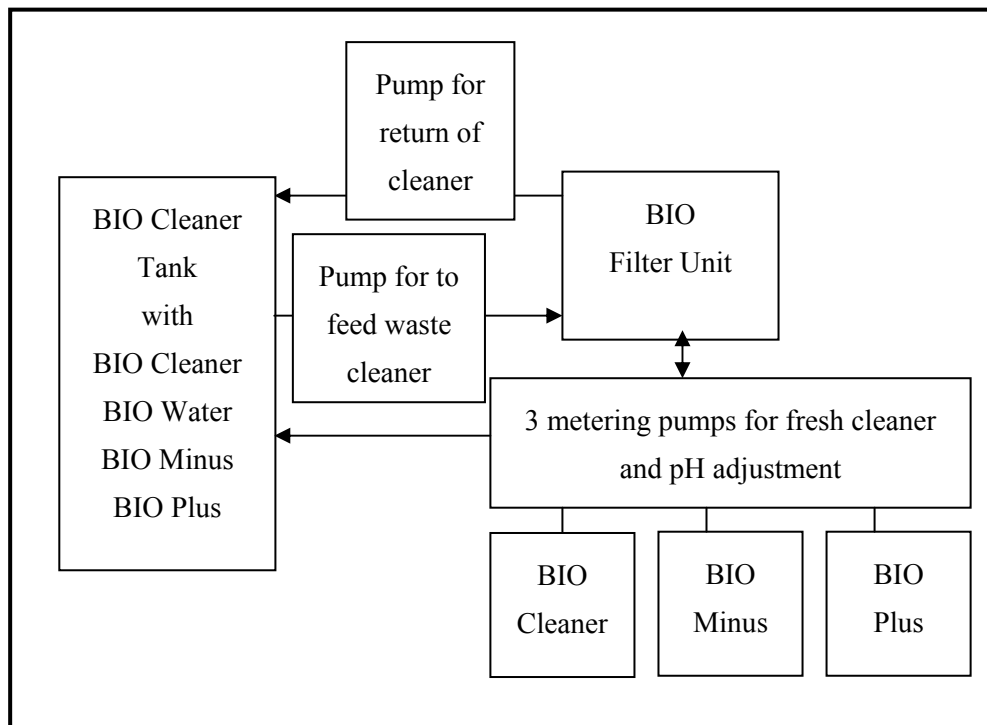 Pump for
return of
cleaner
BIO Cleaner
Tank
with
BIO Cleaner
BIO Water
BIO Minus
BIO Plus
Pump for to
feed waste
cleaner
BIO
Filter Unit
3 metering pumps for fresh cleaner
and pH adjustment
BIO
Cleaner
BIO
Minus
BIO
Plus